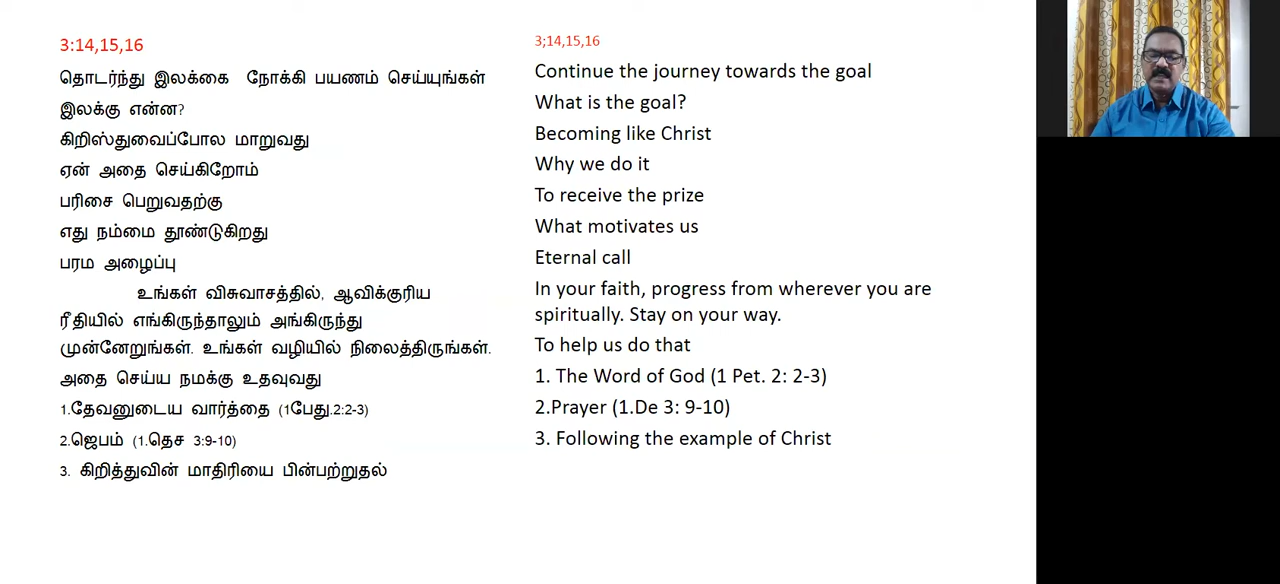 3:14,15,16
தொடர்ந்து இலக்கை நோக்கி பயணம் செய்யுங்கள்
இலக்கு என்ன?
கிறிஸ்துவைப்போல மாறுவது
ஏன் அதை செய்கிறோம்
பரிசை பெறுவதற்கு
எது நம்மை தூண்டுகிறது
பரம அழைப்பு
உங்கள் விசுவாசத்தில், ஆவிக்குரிய
ரீதியில் எங்கிருந்தாலும் அங்கிருந்து
முன்னேறுங்கள். உங்கள் வழியில் நிலைத்திருங்கள்.
அதை செய்ய நமக்கு உதவுவது
1.தேவனுடைய வார்த்தை (1பேது.2:2-3)
2.ஜெபம் (1.தெச 3:9-10)
3. கிறித்துவின் மாதிரியை பின்பற்றுதல்
3;14,15,16
Continue the journey towards the goal
What is the goal?
Becoming like Christ
Why we do it
To receive the prize
What motivates us
Eternal call
In your faith, progress from wherever you are
spiritually. Stay on your way.
To help us do that
1. The Word of God (1 Pet. 2: 2-3)
2.Prayer (1.De 3: 9-10)
3. Following the example of Christ